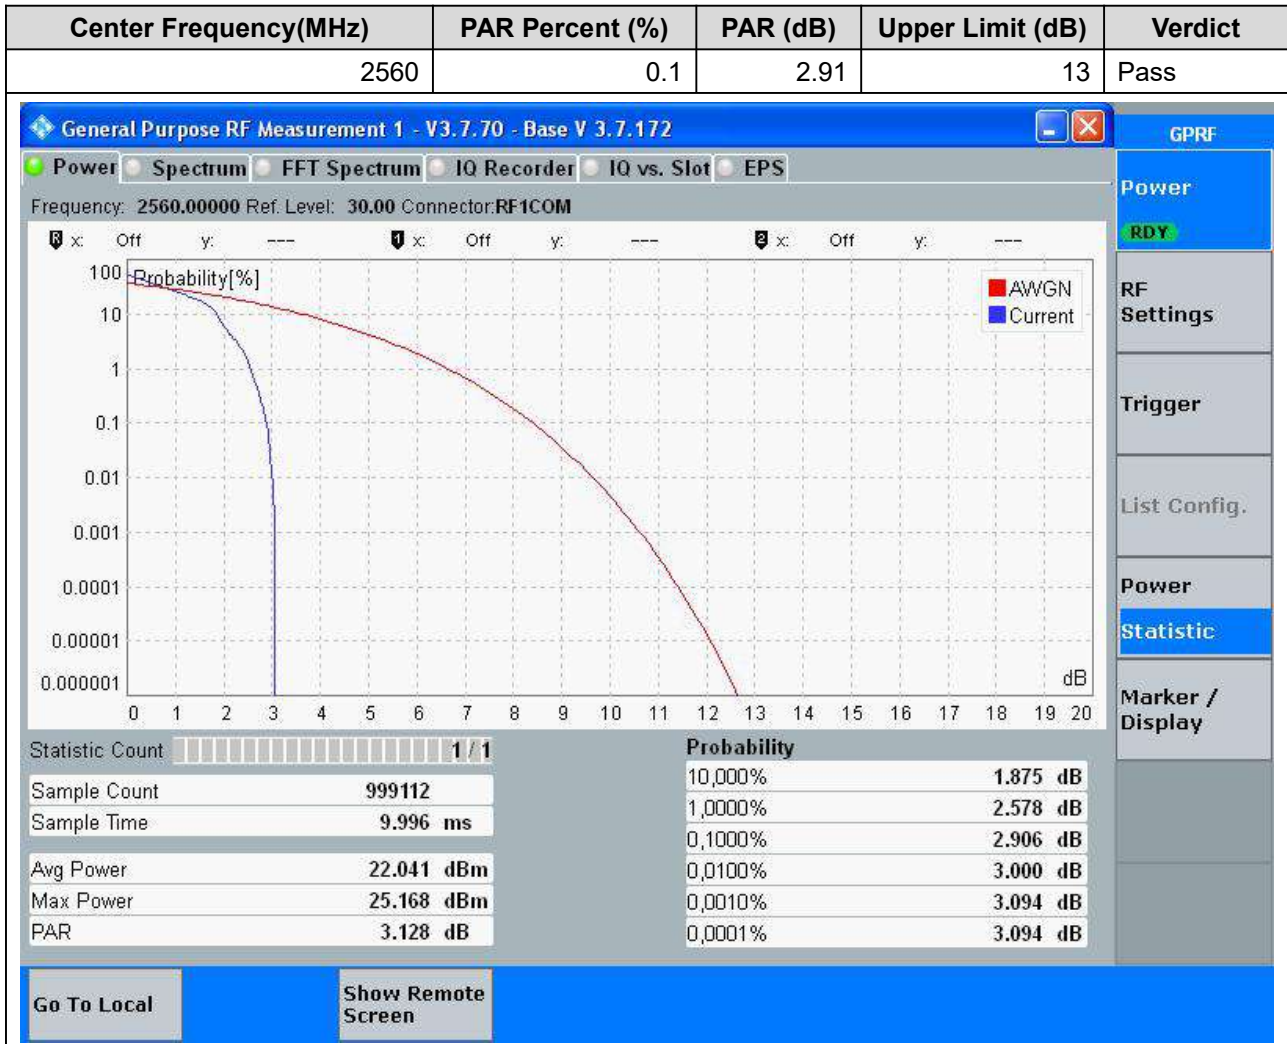 Center Frequency(MHz) PAR Percent (%) PAR (dB) Upper Limit (dB) Verdict
2560 0.1 2.91 13 Pass
General Purpose RF Measurement 1 - V3.7.70 - Base V 3.7.172
GPRF
Power Spectrum FFT Spectrum IQ Recorder IQ vs. Slot EPS
Power
RDY
Frequency: 2560.00000 Ref. Level: 30.00 Connector:RF1COM
R x: Off y: --- 1 x: Off y: --- 2 x: Off y: ---
Probability[%]
AWGN
Current
100
10
1
0.1
0.01
0.001
0.0001
0.00001
0.000001
dB
0 1 2 3 4 5 6 7 8 9 10 11 12 13 14 15 16 17 18 19 20
RF
Settings
Trigger
List Config.
Power
Statistic
Marker /
Display
Statistic Count 1 / 1
Sample Count 999112
Sample Time 9.996 ms
Avg Power 22.041 dBm
Max Power 25.168 dBm
PAR 3.128 dB
Probability
10,000% 1.875 dB
1,0000% 2.578 dB
0,1000% 2.906 dB
0,0100% 3.000 dB
0,0010% 3.094 dB
0,0001% 3.094 dB
Go To Local
Show Remote
Screen